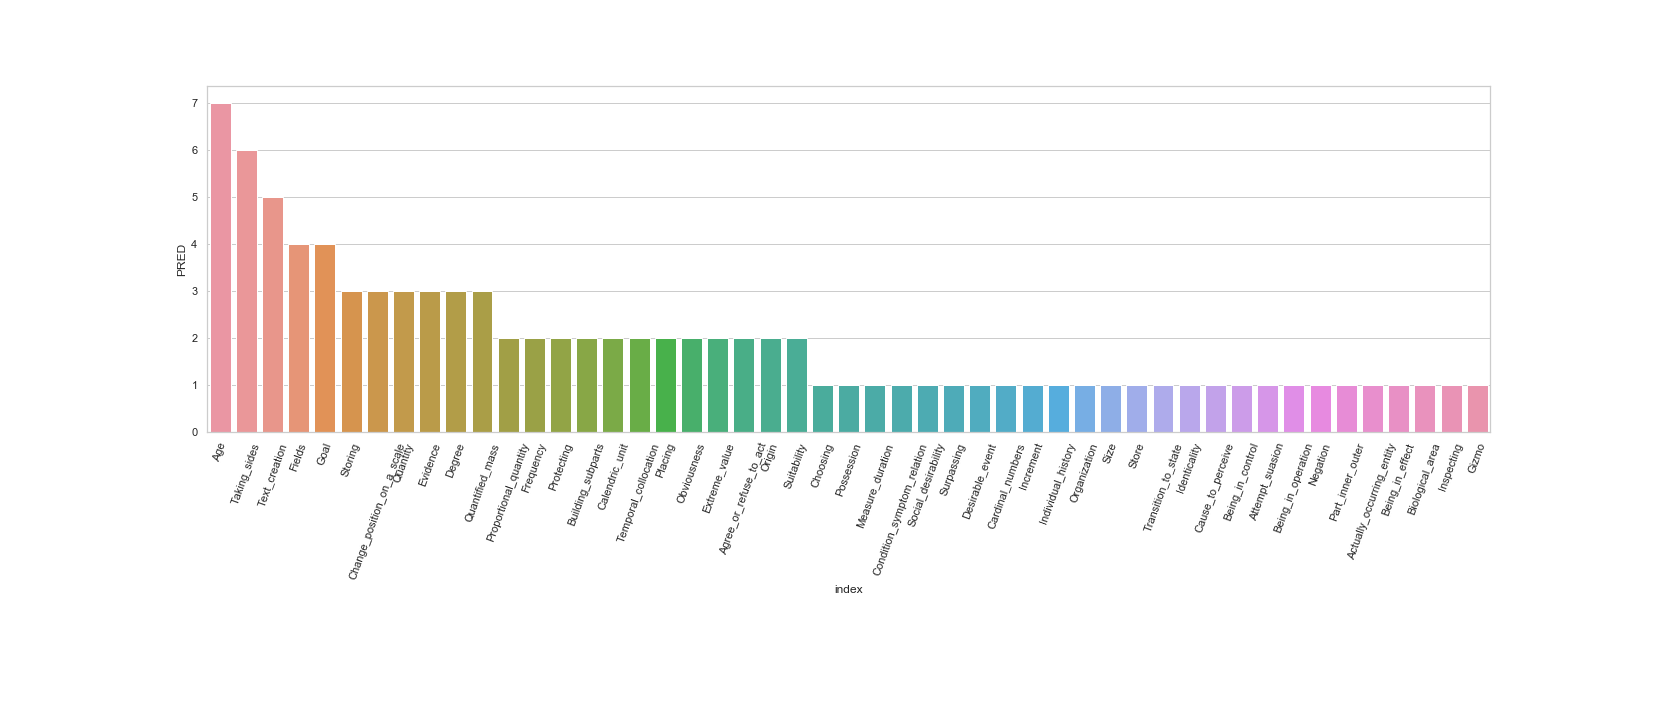 7
6
5
4
3
2
1
0
PRED
Age
Taking_sides
Text_creation
Fields
Goal
Storing
Change_position_on_a_scale
Quantity
Evidence
Degree
Quantified_mass
Proportional_quantity
Frequency
Protecting
Building_subparts
Calendric_unit
Temporal_collocation
Placing
Obviousness
Extreme_value
Agree_or_refuse_to_act
Origin
Suitability
Choosing
Possession
Measure_duration
Condition_symptom_relation
Social_desirability
Surpassing
Desirable_event
Cardinal_numbers
Increment
Individual_history
Organization
Size
Store
Transition_to_state
Identicality
Cause_to_perceive
Being_in_control
Attempt_suasion
Being_in_operation
Negation
Part_inner_outer
Actually_occurring_entity
Being_in_effect
Biological_area
Inspecting
Gizmo
index